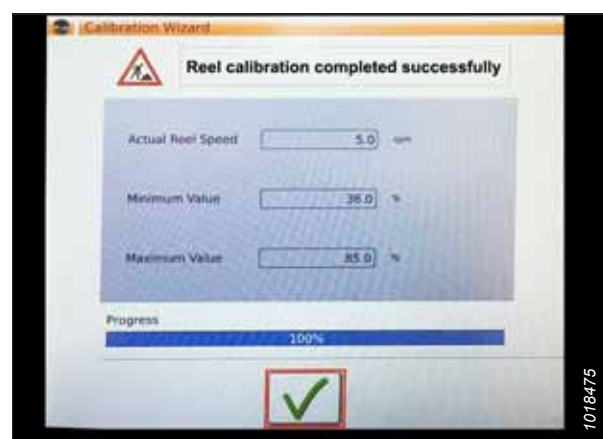 Calibration Wizard
Reel calibration completed successfully
Actual Reel Speed 5.0 rpm
Minimum Value 36.0 %
Maximum Value 85.0 %
Progress
100%
1018475